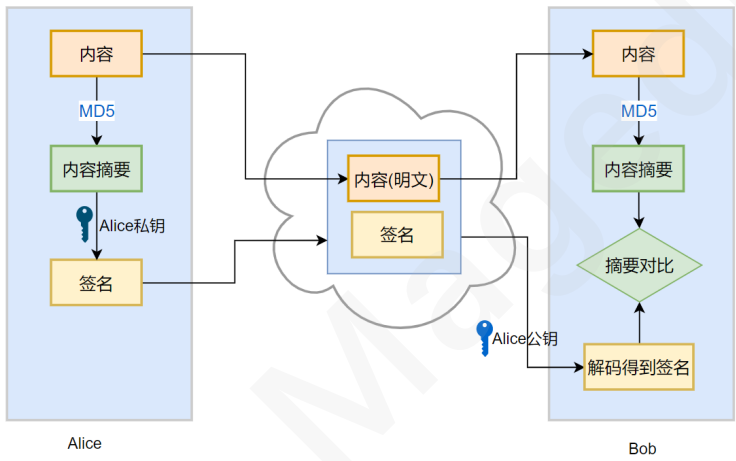 内容
MD5
内容摘要
Alice私钥
签名
Alice
内容(明文)
签名
Alice公钥
内容
MD5
内容摘要
摘要对比
解码得到签名
Bob
Maged